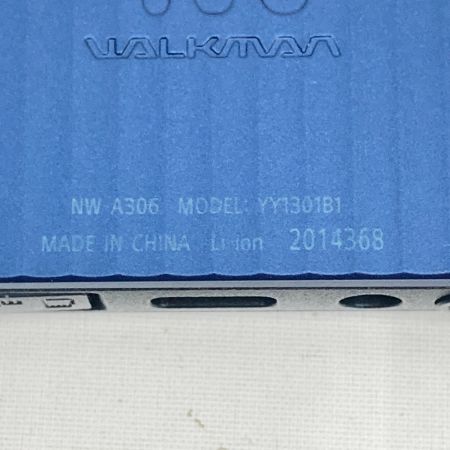 WALKMAN
NW A306 MODEL: YY1301B1
MADE IN CHINA Li-ion 2014368